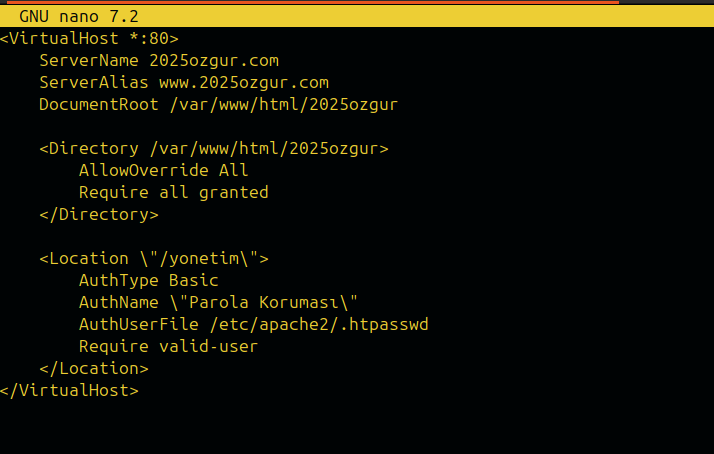 GNU nano 7.2
<VirtualHost *:80>
ServerName 2025ozgur.com
ServerAlias www.2025ozgur.com
DocumentRoot /var/www/html/2025ozgur
<Directory /var/www/html/2025ozgur>
AllowOverride All
Require all granted
</Directory>
<Location \"/yonetim\">
AuthType Basic
AuthName \"Parola Koruması\"
AuthUserFile /etc/apache2/.htpasswd
Require valid-user
</Location>
</VirtualHost>